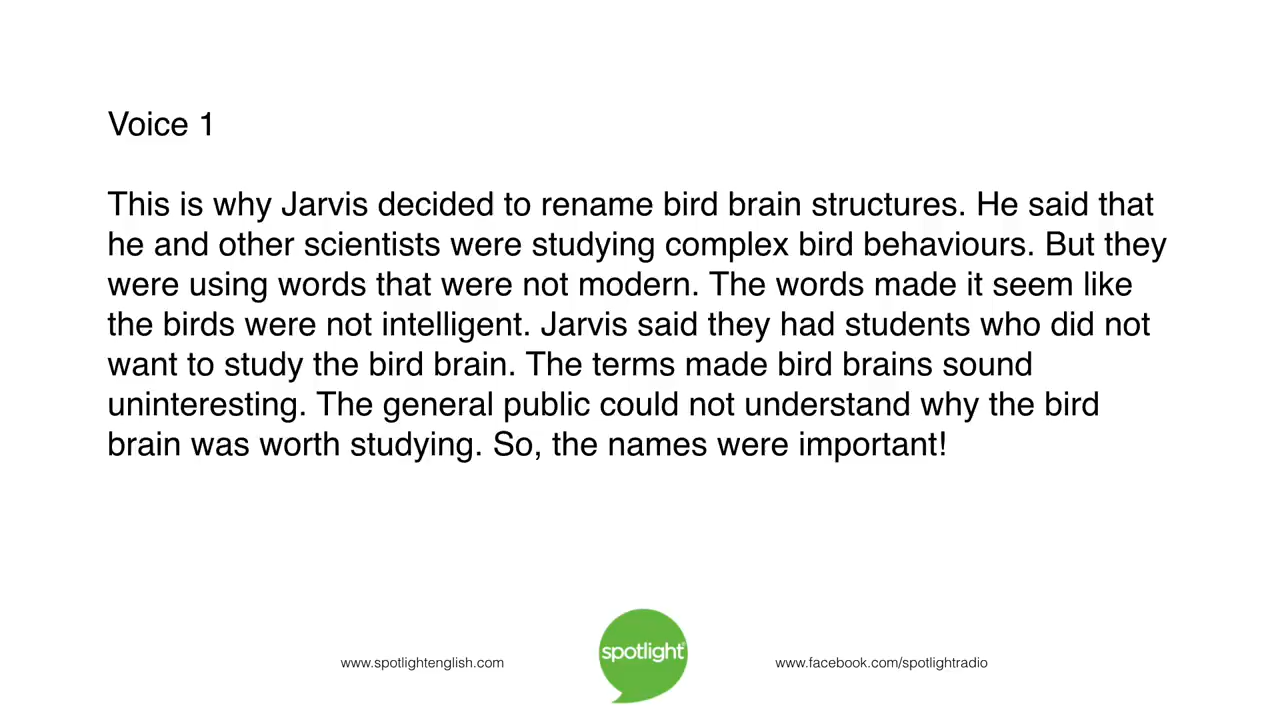 Voice 1
This is why Jarvis decided to rename bird brain structures. He said that
he and other scientists were studying complex bird behaviours. But they
were using words that were not modern. The words made it seem like
the birds were not intelligent. Jarvis said they had students who did not
want to study the bird brain. The terms made bird brains sound
uninteresting. The general public could not understand why the bird
brain was worth studying. So, the names were important!
www.spotlightenglish.com
spotlight
www.facebook.com/spotlightradio